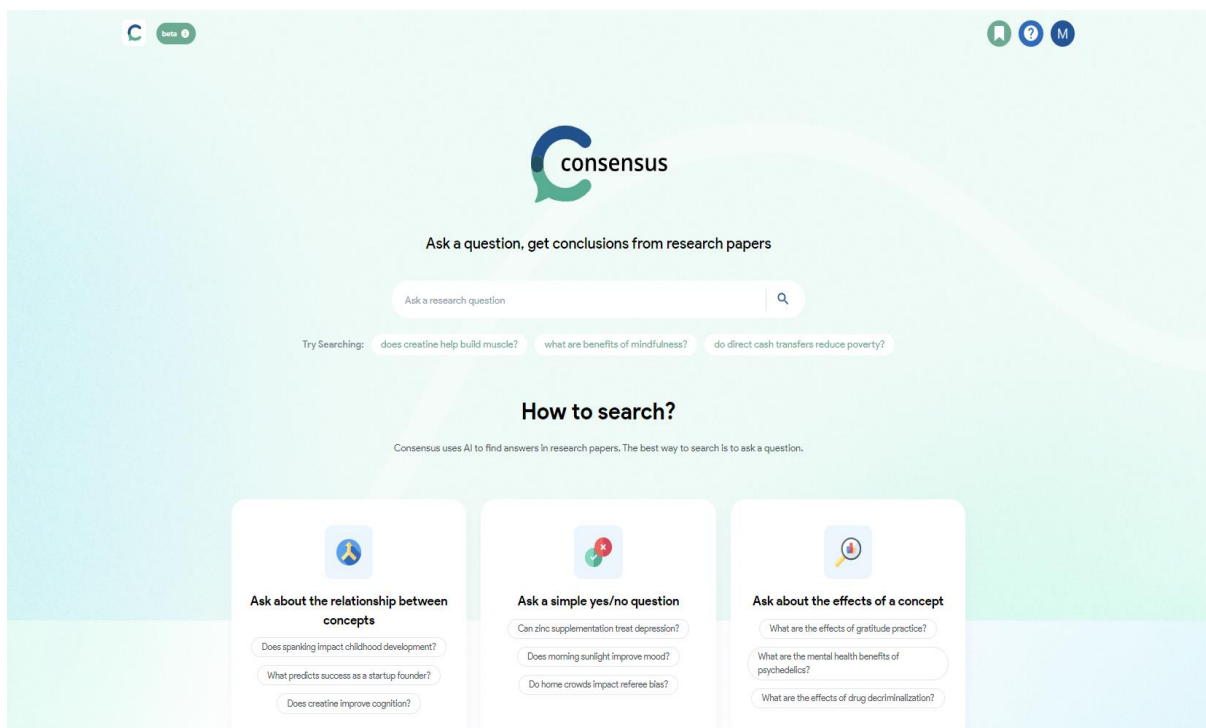 beta
M
consensus
Ask a question, get conclusions from research papers
Ask a research question
Try Searching: does creatine help build muscle? what are benefits of mindfulness? do direct cash transfers reduce poverty?
How to search?
Consensus uses AI to find answers in research papers. The best way to search is to ask a question.
Ask about the relationship between
concepts
Does spanking impact childhood development?
What predicts success as a startup founder?
Does creatine improve cognition?
Ask a simple yes/no question
Can zinc supplementation treat depression?
Does morning sunlight improve mood?
Do home crowds impact referee bias?
Ask about the effects of a concept
What are the effects of gratitude practice?
What are the mental health benefits of
psychedelics?
What are the effects of drug decriminalization?